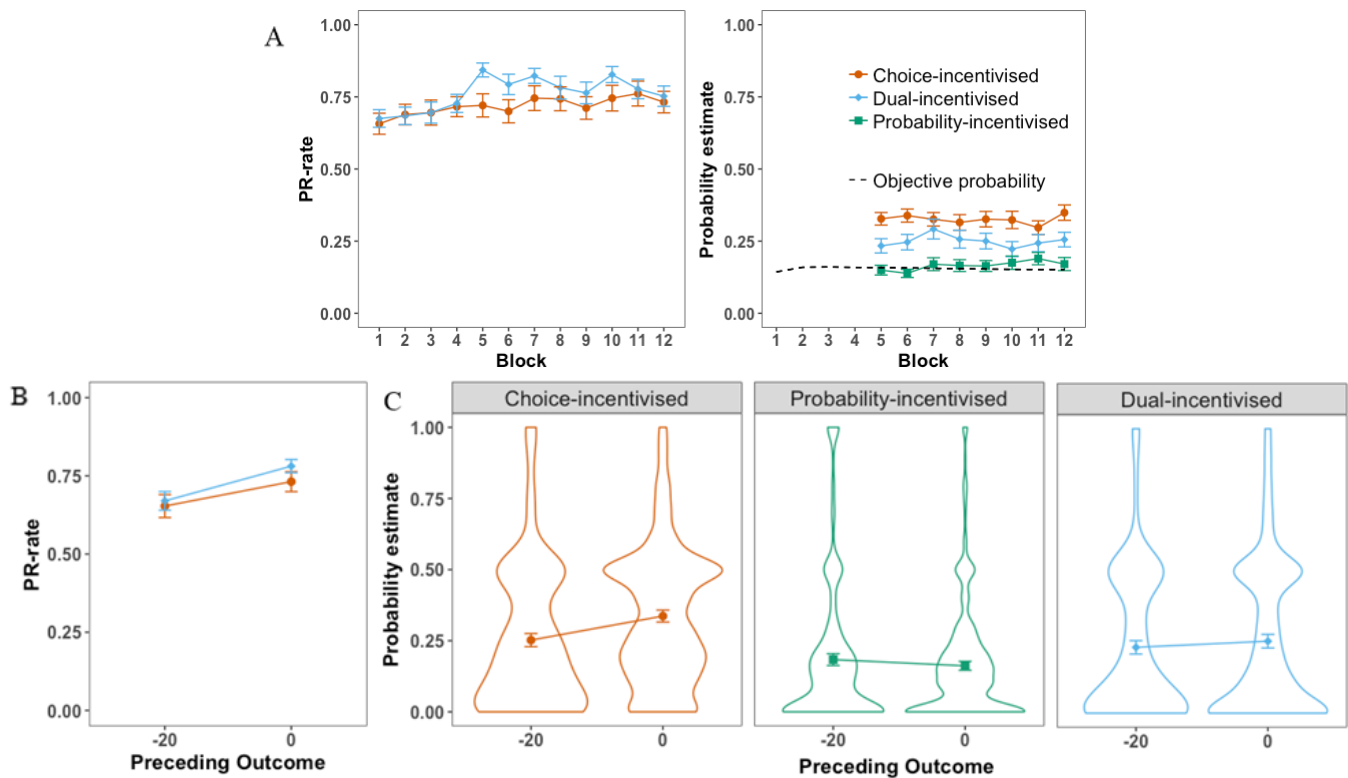 A
PR-rate
1.00
0.75
0.50
0.25
0.00
1 2 3 4 5 6 7 8 9 10 11 12
Block
Probability estimate
1.00
0.75
0.50
0.25
0.00
Choice-incentivised
Dual-incentivised
Probability-incentivised
Objective probability
1 2 3 4 5 6 7 8 9 10 11 12
Block
B
PR-rate
1.00
0.75
0.50
0.25
0.00
-20 0
Preceding Outcome
C
Choice-incentivised Probability-incentivised Dual-incentivised
Probability estimate
1.00
0.75
0.50
0.25
0.00
-20 0 -20 0 -20 0
Preceding Outcome